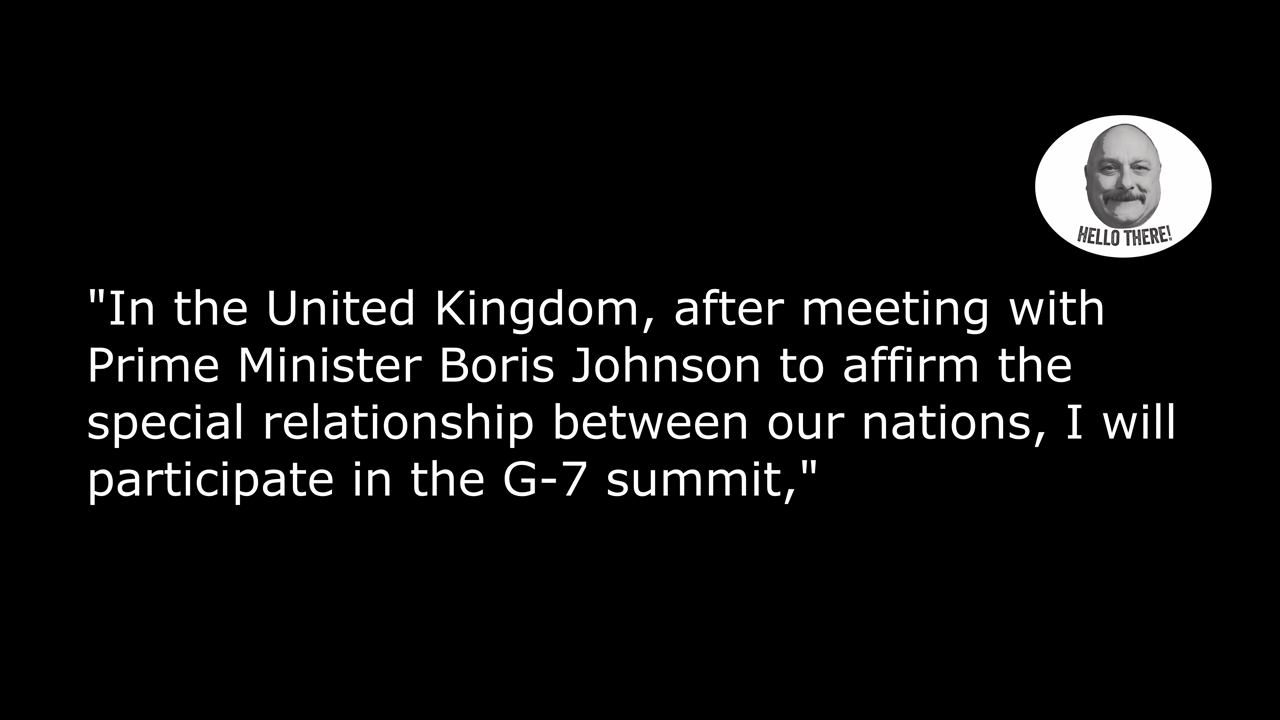 HELLO THERE!
"In the United Kingdom, after meeting with
Prime Minister Boris Johnson to affirm the
special relationship between our nations, I will
participate in the G-7 summit,"